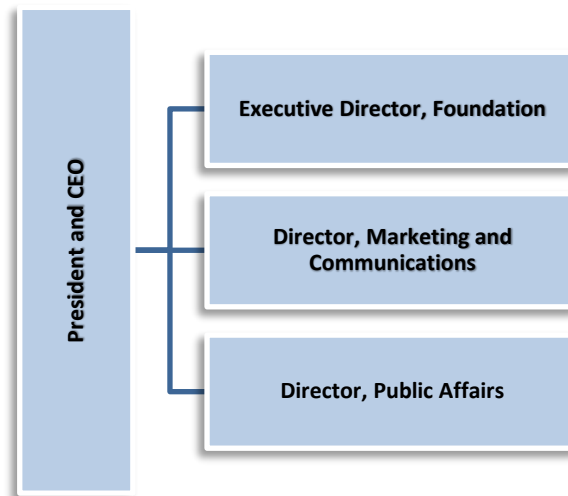 President and CEO
Executive Director, Foundation
Director, Marketing and
Communications
Director, Public Affairs